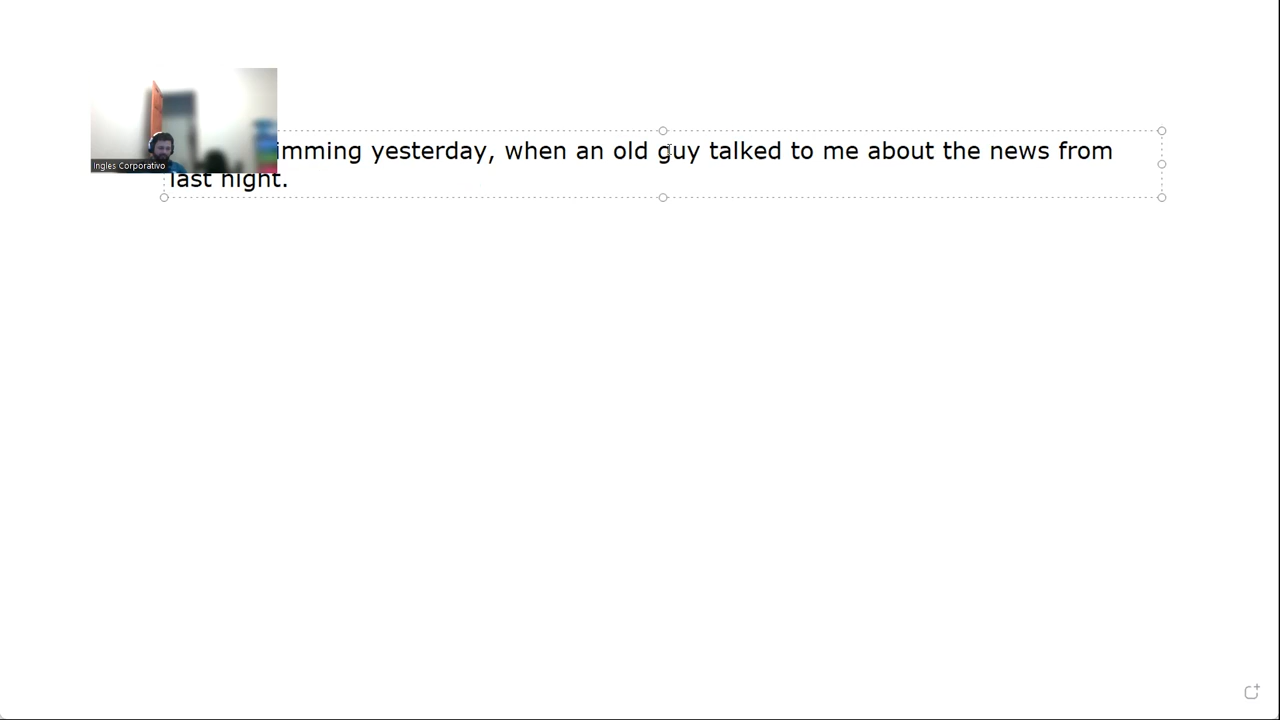 Ingles Corporativo
imming yesterday, when an old guy talked to me about the news from
last night.